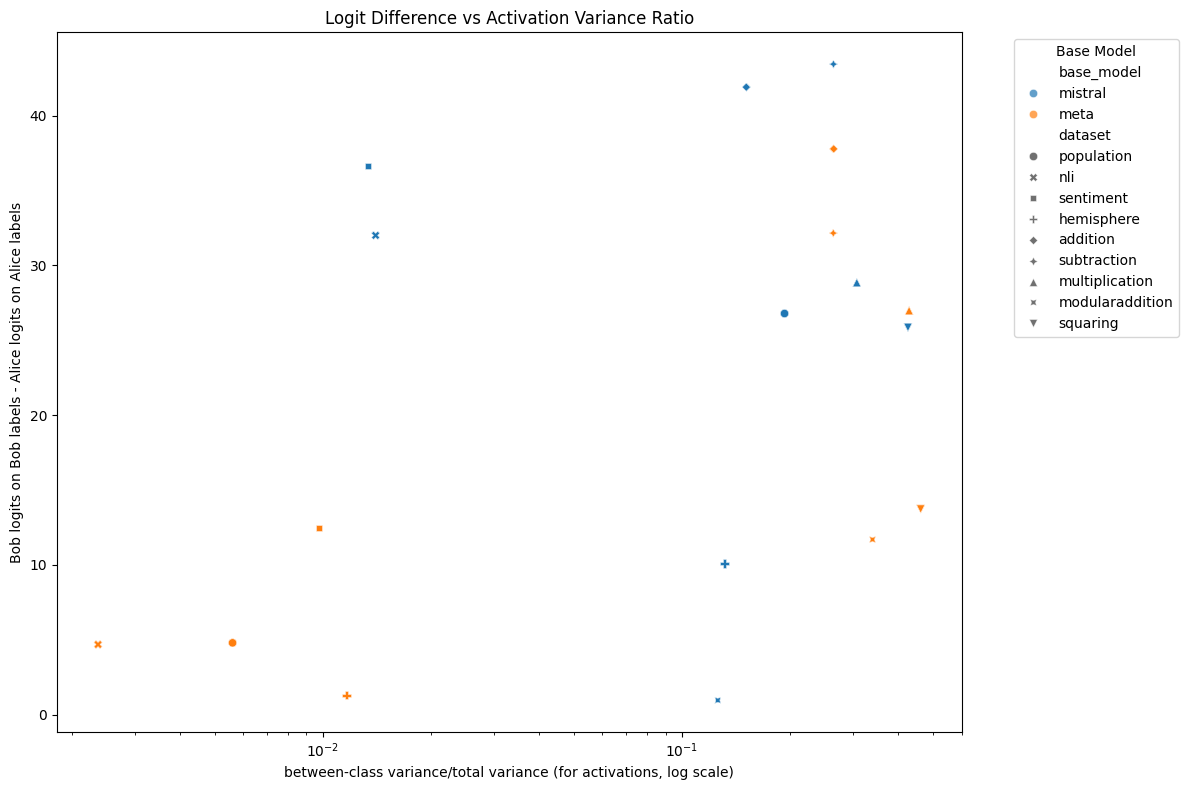 Logit Difference vs Activation Variance Ratio
Bob logits on Bob labels - Alice logits on Alice labels
40
30
20
10
0
10⁻²
10⁻¹
between-class variance/total variance (for activations, log scale)
Base Model
base_model
mistral
meta
dataset
population
nli
sentiment
hemisphere
addition
subtraction
multiplication
modularaddition
squaring